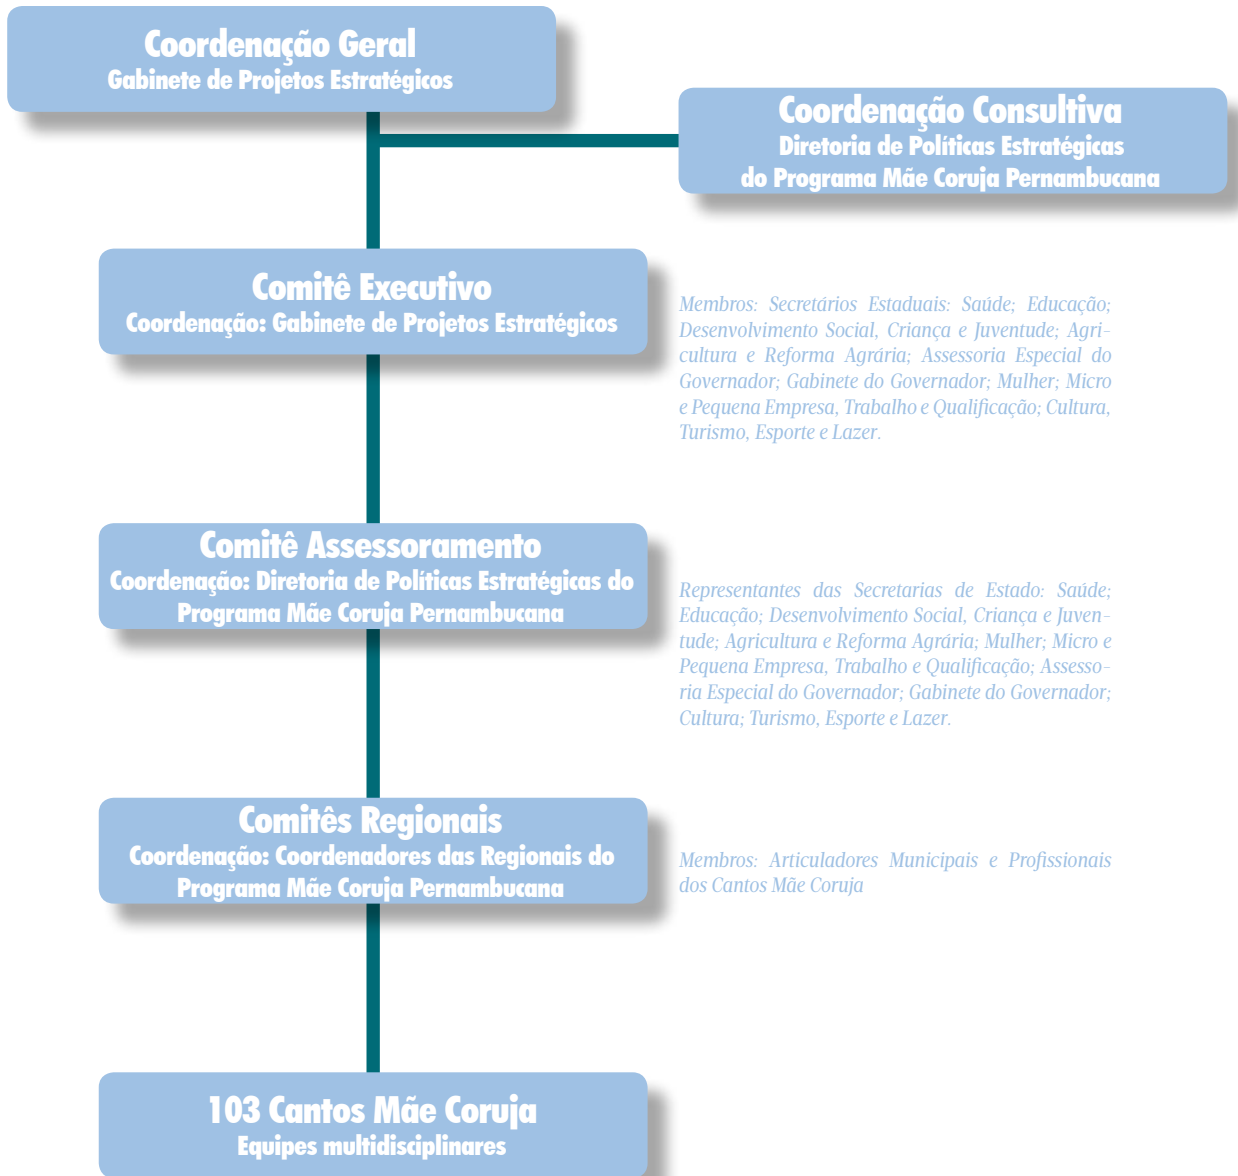 Coordenação Geral
Gabinete de Projetos Estratégicos
Coordenação Consultiva
Diretoria de Políticas Estratégicas
do Programa Mãe Coruja Pernambucana
Comitê Executivo
Coordenação: Gabinete de Projetos Estratégicos
Membros: Secretários Estaduais: Saúde; Educação;
Desenvolvimento Social, Criança e Juventude; Agri-
cultura e Reforma Agrária; Assessoria Especial do
Governador; Gabinete do Governador; Mulher; Micro
e Pequena Empresa, Trabalho e Qualificação; Cultura,
Turismo, Esporte e Lazer.
Comitê Assessoramento
Coordenação: Diretoria de Políticas Estratégicas do
Programa Mãe Coruja Pernambucana
Representantes das Secretarias de Estado: Saúde;
Educação; Desenvolvimento Social, Criança e Juven-
tude; Agricultura e Reforma Agrária; Mulher; Micro e
Pequena Empresa, Trabalho e Qualificação; Assesso-
ria Especial do Governador; Gabinete do Governador;
Cultura; Turismo, Esporte e Lazer.
Comitês Regionais
Coordenação: Coordenadores das Regionais do
Programa Mãe Coruja Pernambucana
Membros: Articuladores Municipais e Profissionais
dos Cantos Mãe Coruja
103 Cantos Mãe Coruja
Equipes multidisciplinares